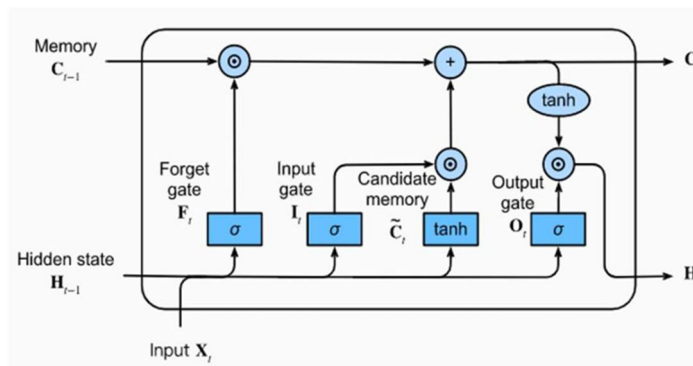 Memory
C
C_{t-1}
+
tanh
Forget
gate
F_t
Input
gate
I_t
Candidate
memory
C̃_t
Output
gate
O_t
σ
σ
tanh
σ
Hidden state
H_{t-1}
H
Input X_t